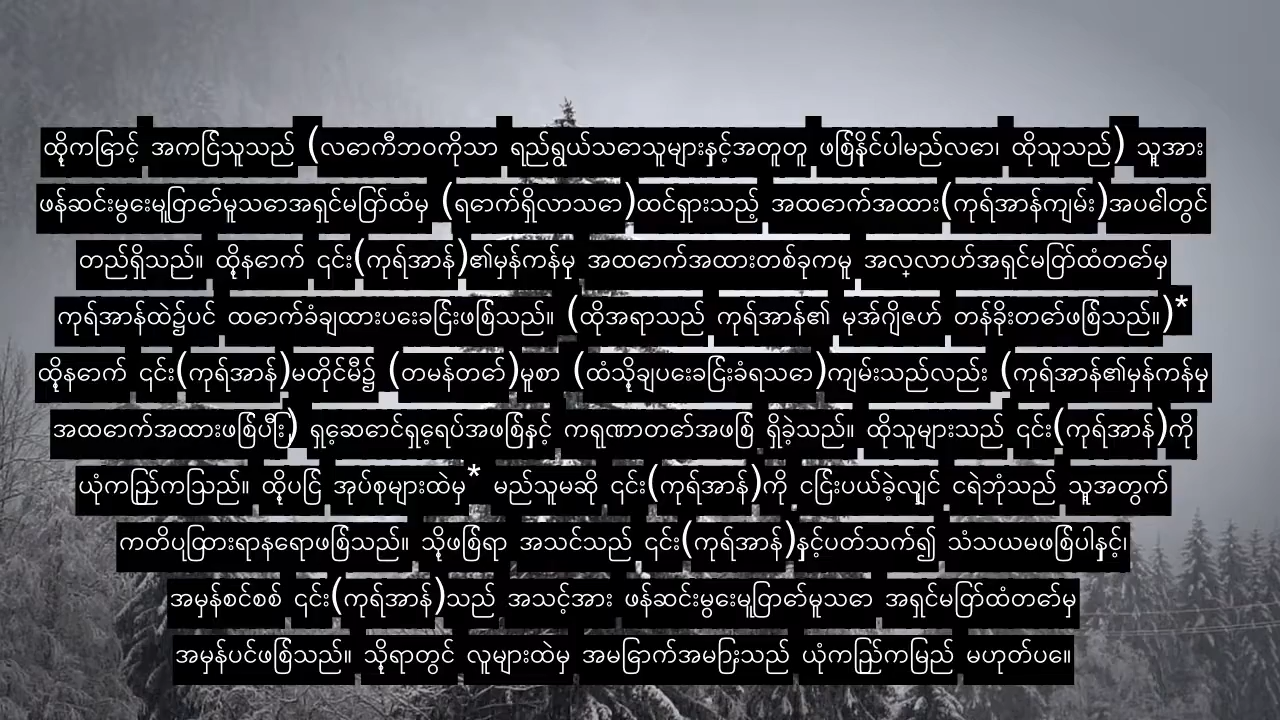 ထို့ကြောင့် အကြင်သူသည် (လောကီဘဝကိုသာ ရည်ရွယ်သောသူများနှင့်အတူတူ ဖြစ်နိုင်ပါမည်လော၊ ထိုသူသည်) သူ့အား
ဖန်ဆင်းမွေးမြူတော်မူသောအရှင်မြတ်ထံမှ (ရောက်ရှိလာသော)ထင်ရှားသည့် အထောက်အထား(ကုရ်အာန်ကျမ်း)အပေါ်တွင်
တည်ရှိသည်။ ထို့နောက် ၎င်း(ကုရ်အာန်)၏မှန်ကန်မှု အထောက်အထားတစ်ခုကမူ အလ္လာဟ်အရှင်မြတ်ထံတော်မှ
ကုရ်အာန်ထဲ၌ပင် ထောက်ခံချထားပေးခြင်းဖြစ်သည်။ (ထိုအရာသည် ကုရ်အာန်၏ မုအ်ဂျိဇဟ် တန်ခိုးတော်ဖြစ်သည်။)*
ထို့နောက် ၎င်း(ကုရ်အာန်)မတိုင်မီ၌ (တမန်တော်)မူစာ (ထံသို့ချပေးခြင်းခံရသော)ကျမ်းသည်လည်း (ကုရ်အာန်၏မှန်ကန်မှု
အထောက်အထားဖြစ်ပြီး) ရှေ့ဆောင်ရှေ့ရပ်အဖြစ်နှင့် ကရုဏာတော်အဖြစ် ရှိခဲ့သည်။ ထိုသူများသည် ၎င်း(ကုရ်အာန်)ကို
ယုံကြည်ကြသည်။ ထို့ပြင် အုပ်စုများထဲမှ* မည်သူမဆို ၎င်း(ကုရ်အာန်)ကို ငြင်းပယ်ခဲ့လျှင် ငရဲဘုံသည် သူ့အတွက်
ကတိပြုထားရာနေရာဖြစ်သည်။ သို့ဖြစ်ရာ အသင်သည် ၎င်း(ကုရ်အာန်)နှင့်ပတ်သက်၍ သံသယမဖြစ်ပါနှင့်၊
အမှန်စင်စစ် ၎င်း(ကုရ်အာန်)သည် အသင့်အား ဖန်ဆင်းမွေးမြူတော်မူသော အရှင်မြတ်ထံတော်မှ
အမှန်ပင်ဖြစ်သည်။ သို့ရာတွင် လူများထဲမှ အမြောက်အမြားသည် ယုံကြည်ကြမည် မဟုတ်ပေ။